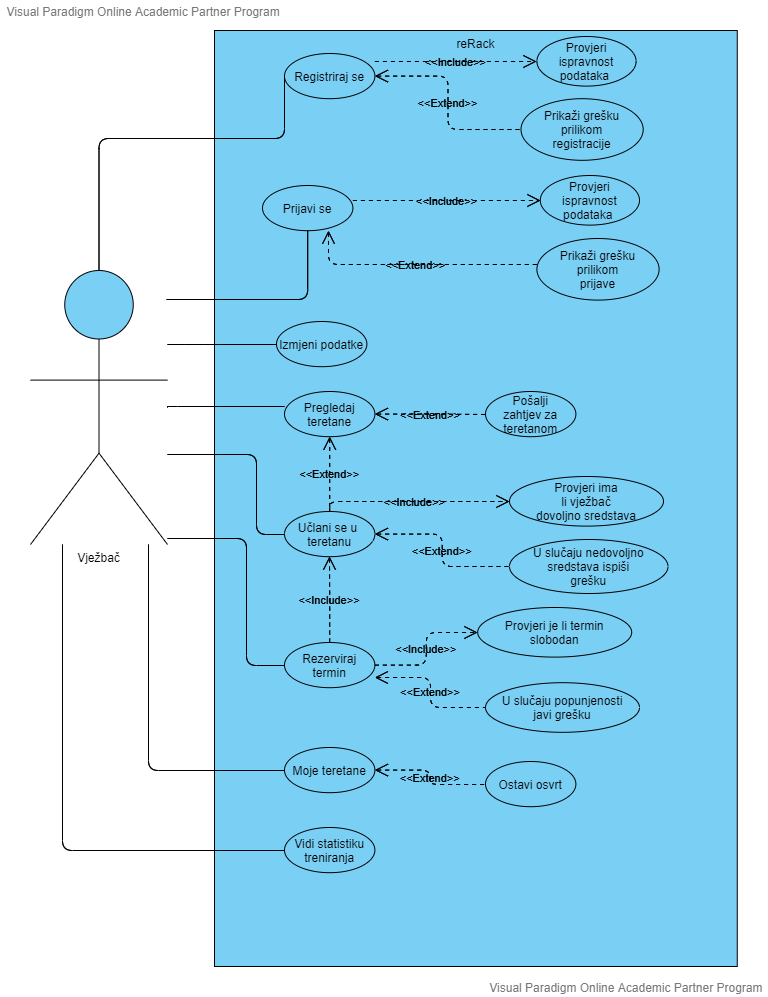 Visual Paradigm Online Academic Partner Program
reRack
Registriraj se
<<Include>>
Provjeri
ispravnost
podataka
<<Extend>>
Prikaži grešku
prilikom
registracije
Prijavi se
<<Include>>
Provjeri
ispravnost
podataka
<<Extend>>
Prikaži grešku
prilikom
prijave
Izmjeni podatke
Pregledaj
teretane
<<Extend>>
Pošalji
zahtjev za
teretanom
<<Extend>>
<<Include>>
Provjeri ima
li vježbač
dovoljno sredstava
Učlani se u
teretanu
<<Extend>>
U slučaju nedovoljno
sredstava ispiši
grešku
Vježbač
<<Include>>
Rezerviraj
termin
<<Include>>
Provjeri je li termin
slobodan
<<Extend>>
U slučaju popunjenosti
javi grešku
Moje teretane
<<Extend>>
Ostavi osvrt
Vidi statistiku
treniranja
Visual Paradigm Online Academic Partner Program